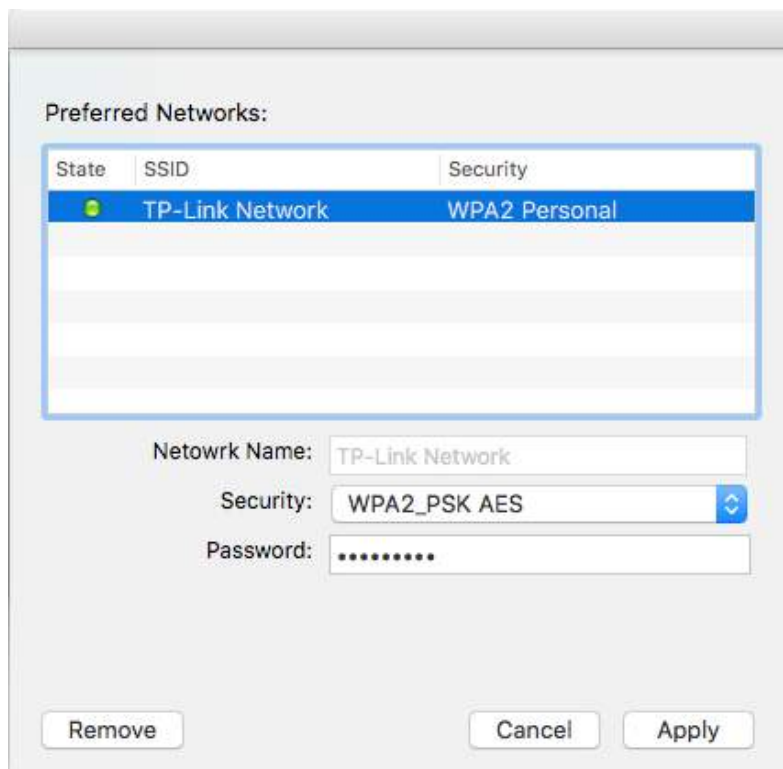 Preferred Networks:
State SSID Security
TP-Link Network WPA2 Personal
Netowrk Name: TP-Link Network
Security: WPA2_PSK AES
Password: •••••••••
Remove Cancel Apply